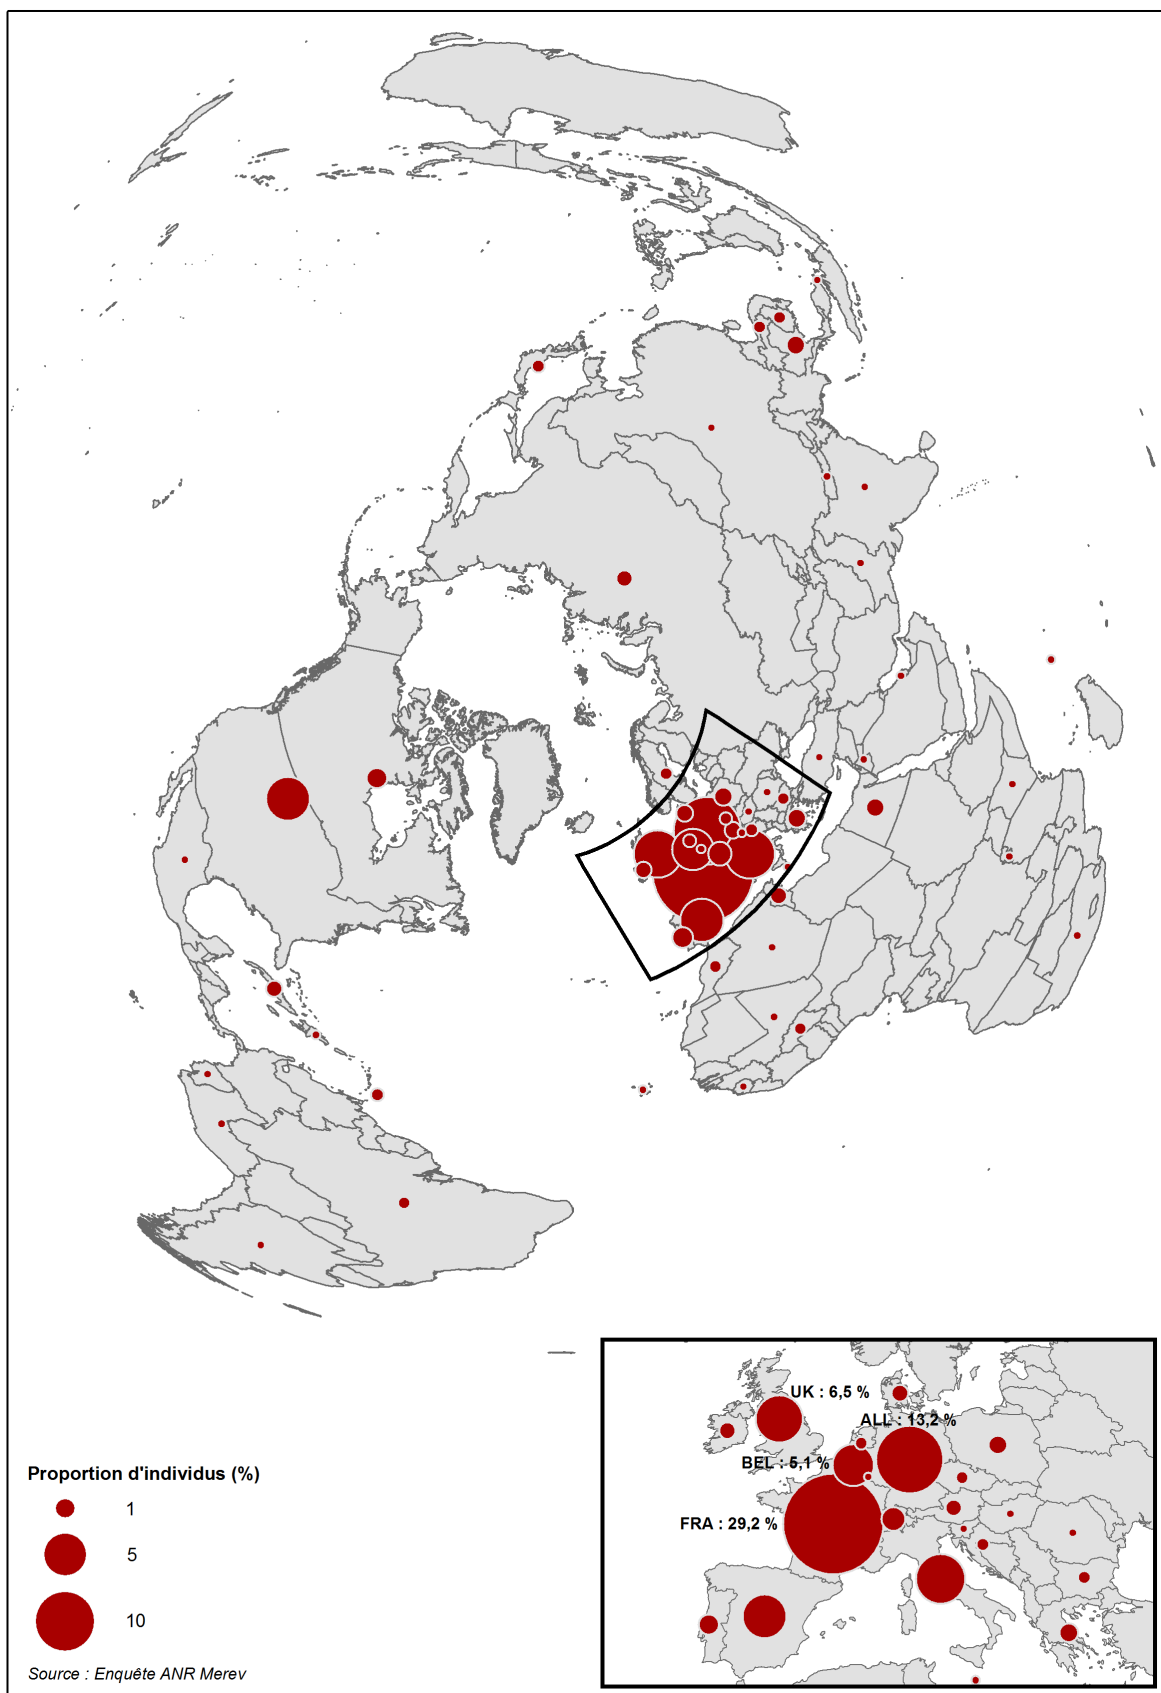 UK : 6,5 %
ALL : 13,2 %
BEL : 5,1 %
FRA : 29,2 %
Proportion d'individus (%)
1
5
10
Source : Enquête ANR Merev